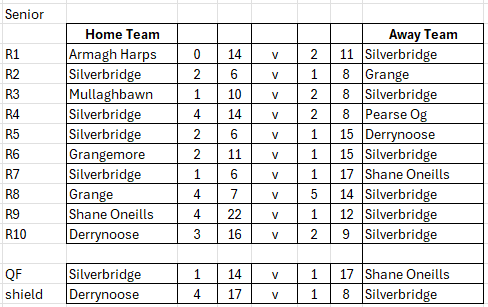 Senior
Home Team Away Team
R1 Armagh Harps 0 14 v 2 11 Silverbridge
R2 Silverbridge 2 6 v 1 8 Grange
R3 Mullaghbawn 1 10 v 2 8 Silverbridge
R4 Silverbridge 4 14 v 2 8 Pearse Og
R5 Silverbridge 2 6 v 1 15 Derrynoose
R6 Grangemore 2 11 v 1 15 Silverbridge
R7 Silverbridge 1 6 v 1 17 Shane Oneills
R8 Grange 4 7 v 5 14 Silverbridge
R9 Shane Oneills 4 22 v 1 12 Silverbridge
R10 Derrynoose 3 16 v 2 9 Silverbridge
QF Silverbridge 1 14 v 1 17 Shane Oneills
shield Derrynoose 4 17 v 1 8 Silverbridge